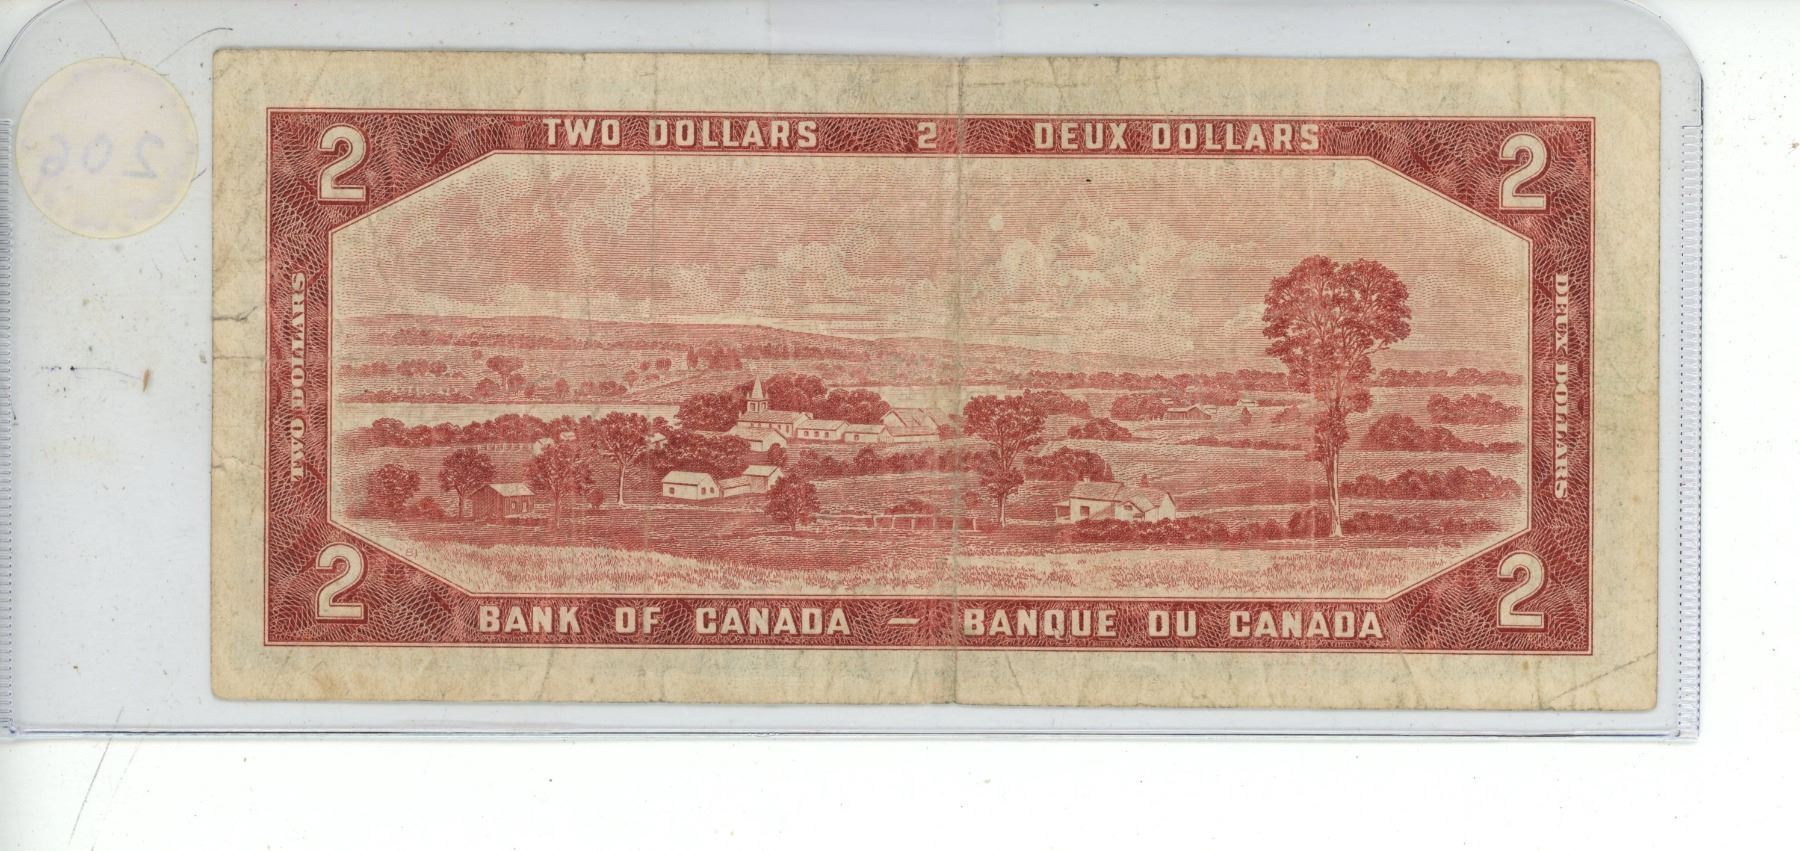 2 TWO DOLLARS 2 DEUX DOLLARS 2
TWO DOLLARS
DEUX DOLLARS
2 BANK OF CANADA — BANQUE DU CANADA 2
206